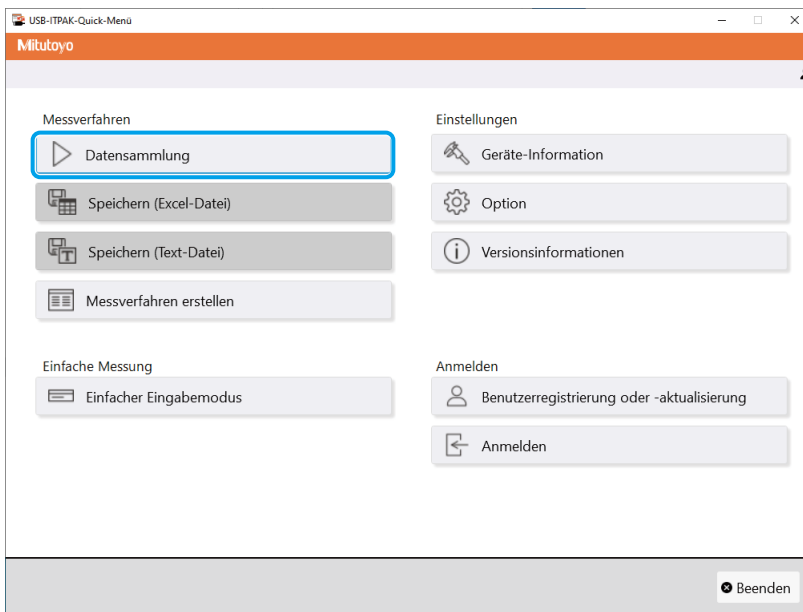 USB-ITPAK-Quick-Menü
Mitutoyo
Messverfahren
Datensammlung
Speichern (Excel-Datei)
Speichern (Text-Datei)
Messverfahren erstellen
Einfache Messung
Einfacher Eingabemodus
Einstellungen
Geräte-Information
Option
Versionsinformationen
Anmelden
Benutzerregistrierung oder -aktualisierung
Anmelden
Beenden